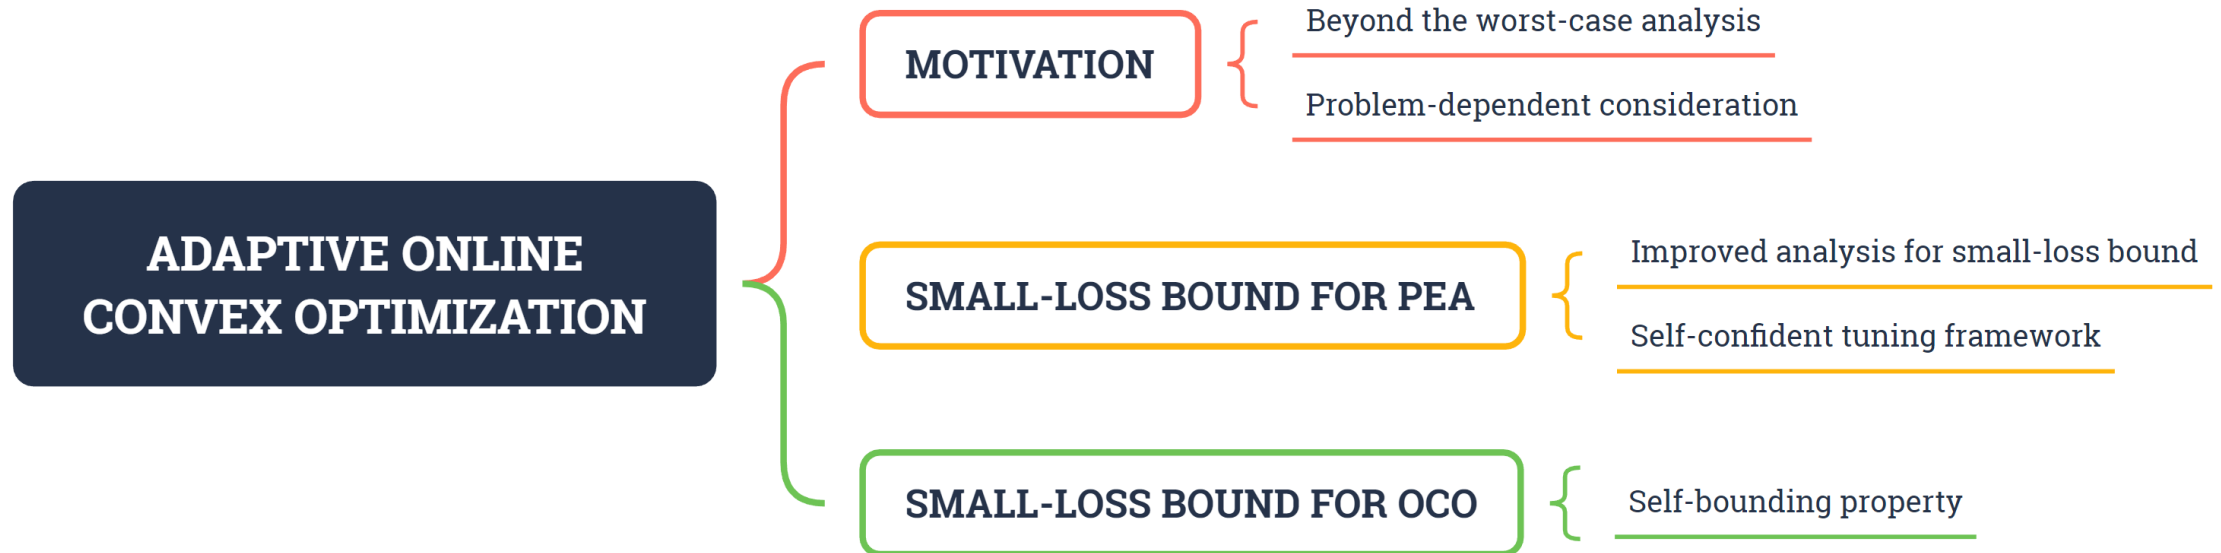 ADAPTIVE ONLINE
CONVEX OPTIMIZATION
MOTIVATION
Beyond the worst-case analysis
Problem-dependent consideration
SMALL-LOSS BOUND FOR PEA
Improved analysis for small-loss bound
Self-confident tuning framework
SMALL-LOSS BOUND FOR OCO
Self-bounding property